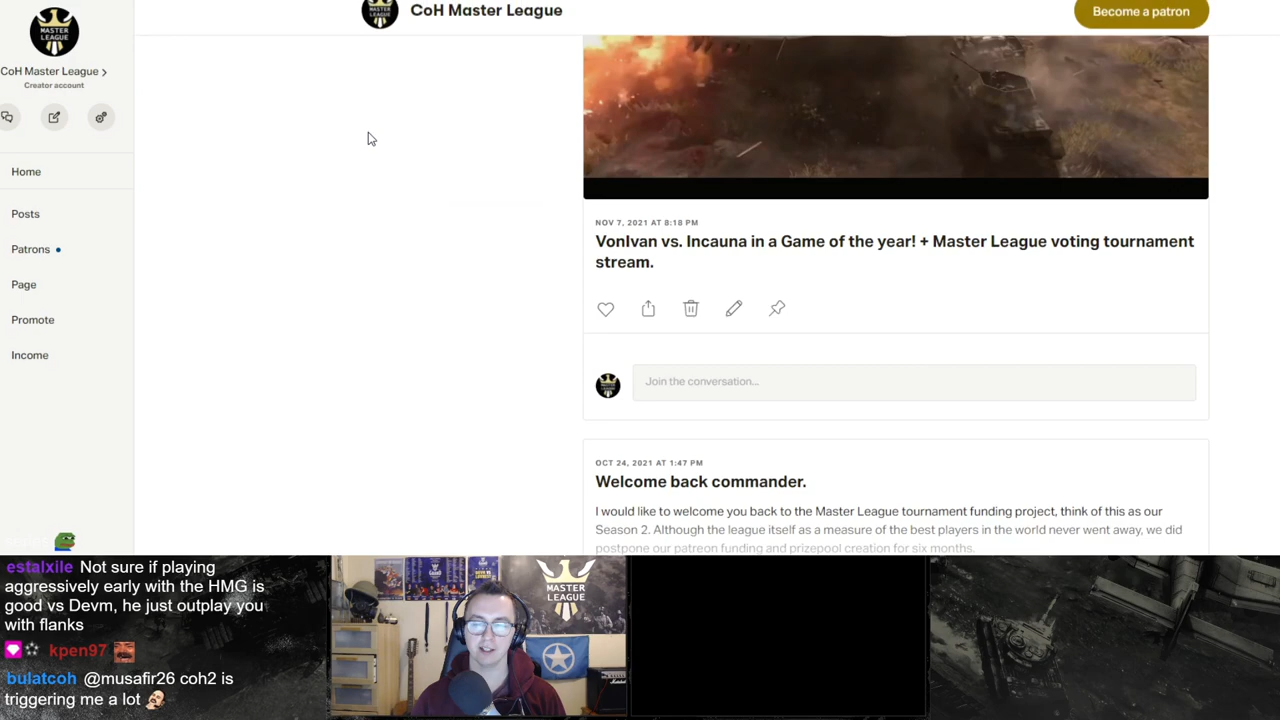 MASTER
LEAGUE
CoH Master League
Creator account
Home
Posts
Patrons
Page
Promote
Income
CoH Master League
Become a patron
NOV 7, 2021 AT 8:18 PM
VonIvan vs. Incauna in a Game of the year! + Master League voting tournament
stream.
Join the conversation...
OCT 24, 2021 AT 1:47 PM
Welcome back commander.
I would like to welcome you back to the Master League tournament funding project, think of this as our
Season 2. Although the league itself as a measure of the best players in the world never went away, we did
postpone our patreon funding and prizepool creation for six months.
estalxile Not sure if playing
aggressively early with the HMG is
good vs Devm, he just outplay you
with flanks
kpen97
bulatcoh @musafir26 coh2 is
triggering me a lot
MASTER
LEAGUE